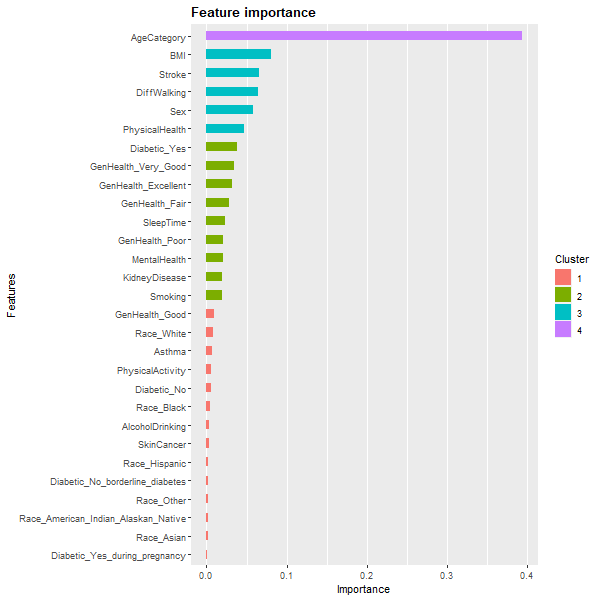 Feature importance
Features
AgeCategory
BMI
Stroke
DiffWalking
Sex
PhysicalHealth
Diabetic_Yes
GenHealth_Very_Good
GenHealth_Excellent
GenHealth_Fair
SleepTime
GenHealth_Poor
MentalHealth
KidneyDisease
Smoking
GenHealth_Good
Race_White
Asthma
PhysicalActivity
Diabetic_No
Race_Black
AlcoholDrinking
SkinCancer
Race_Hispanic
Diabetic_No_borderline_diabetes
Race_Other
Race_American_Indian_Alaskan_Native
Race_Asian
Diabetic_Yes_during_pregnancy
0.0 0.1 0.2 0.3 0.4
Importance
Cluster
1
2
3
4